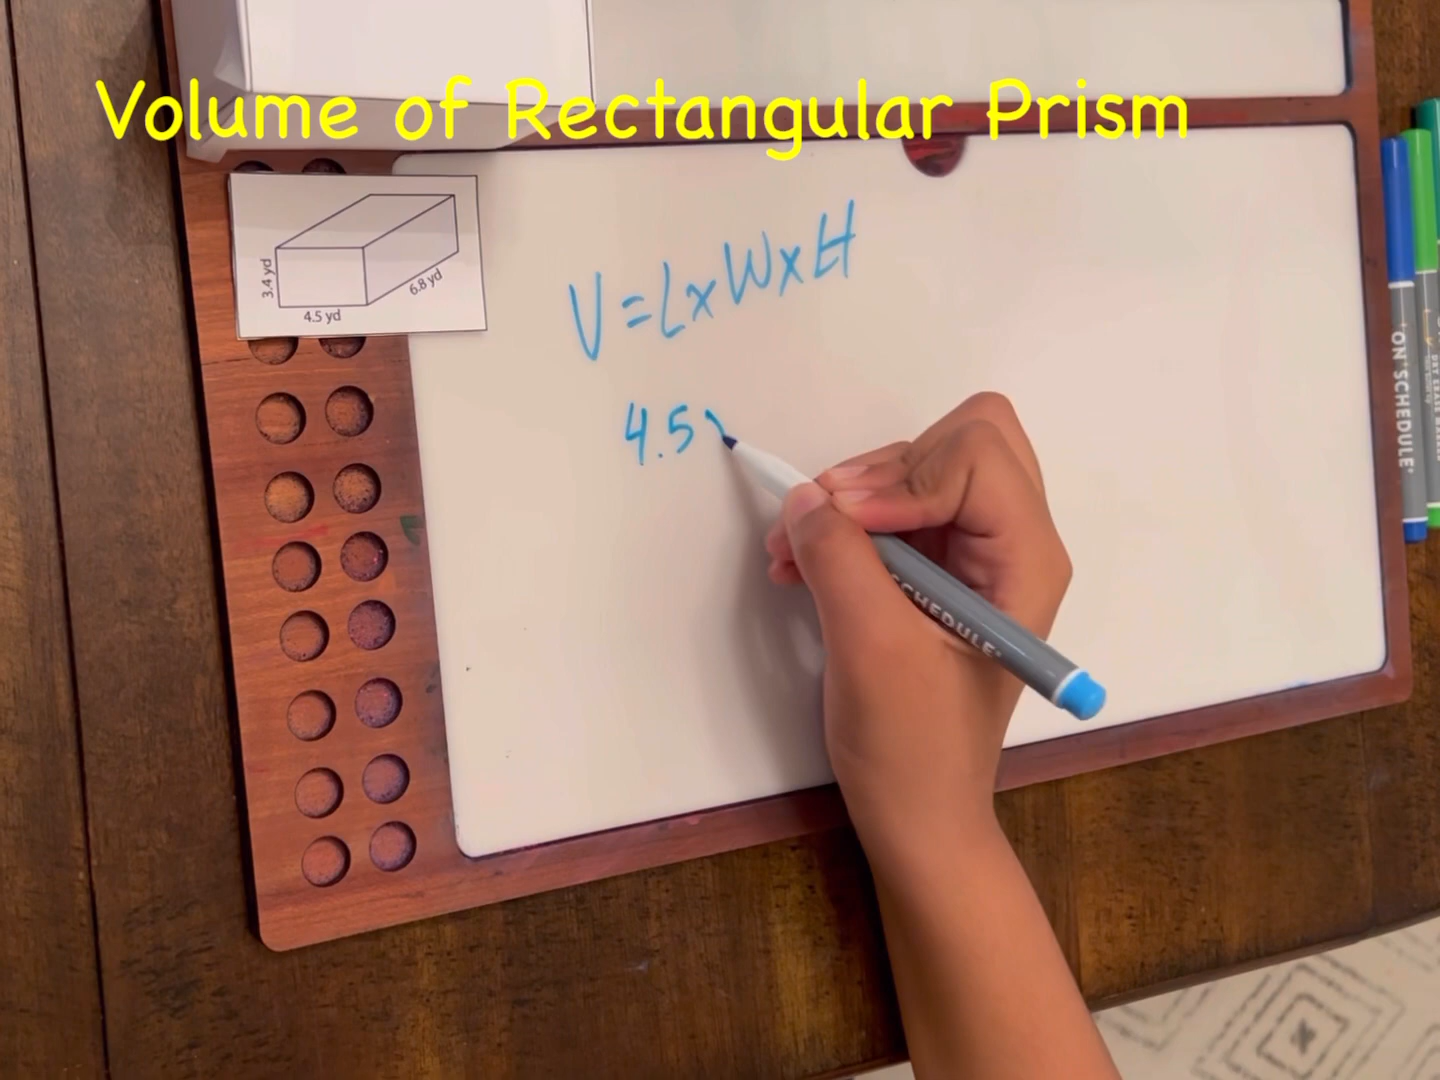 Volume of Rectangular Prism
3.4 yd
6.8 yd
4.5 yd
V = L x W x H
4.5
ON SCHEDULE
SCHEDULE